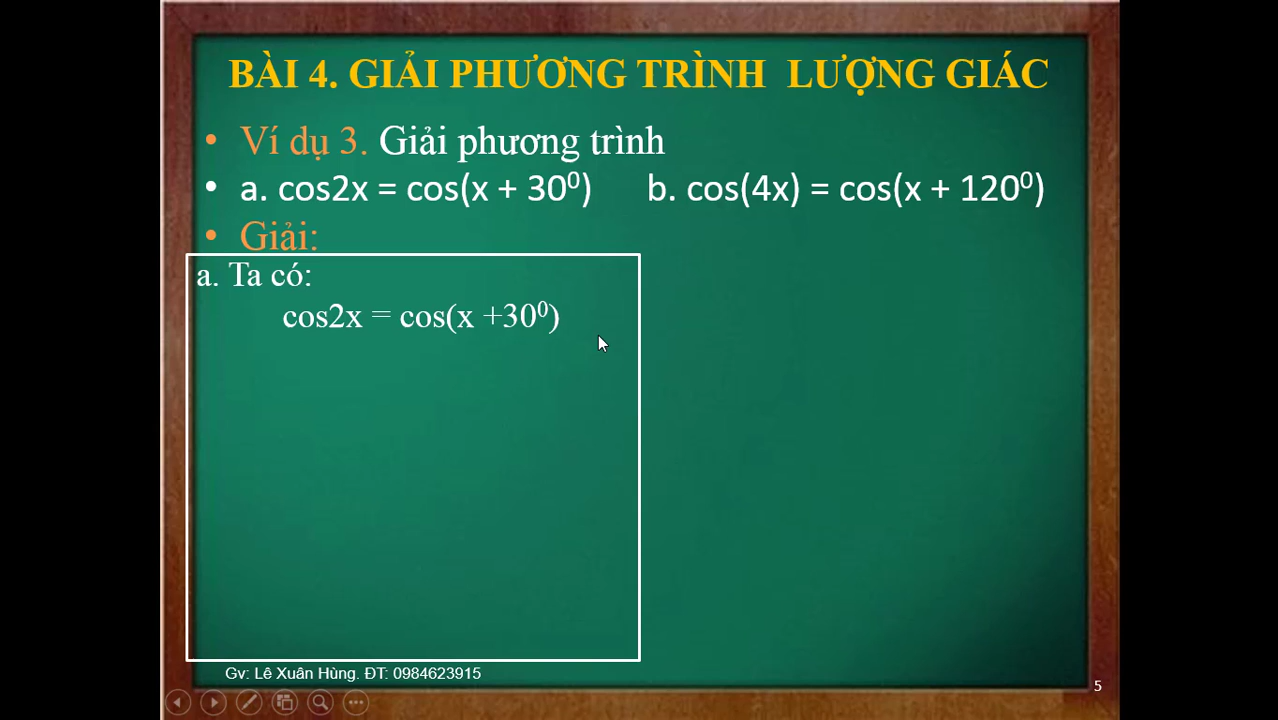 BÀI 4. GIẢI PHƯƠNG TRÌNH LƯỢNG GIÁC
• Ví dụ 3. Giải phương trình
• a. cos2x = cos(x + 30⁰) b. cos(4x) = cos(x + 120⁰)
• Giải:
a. Ta có:
cos2x = cos(x +30⁰)
Gv: Lê Xuân Hùng. ĐT: 0984623915
5